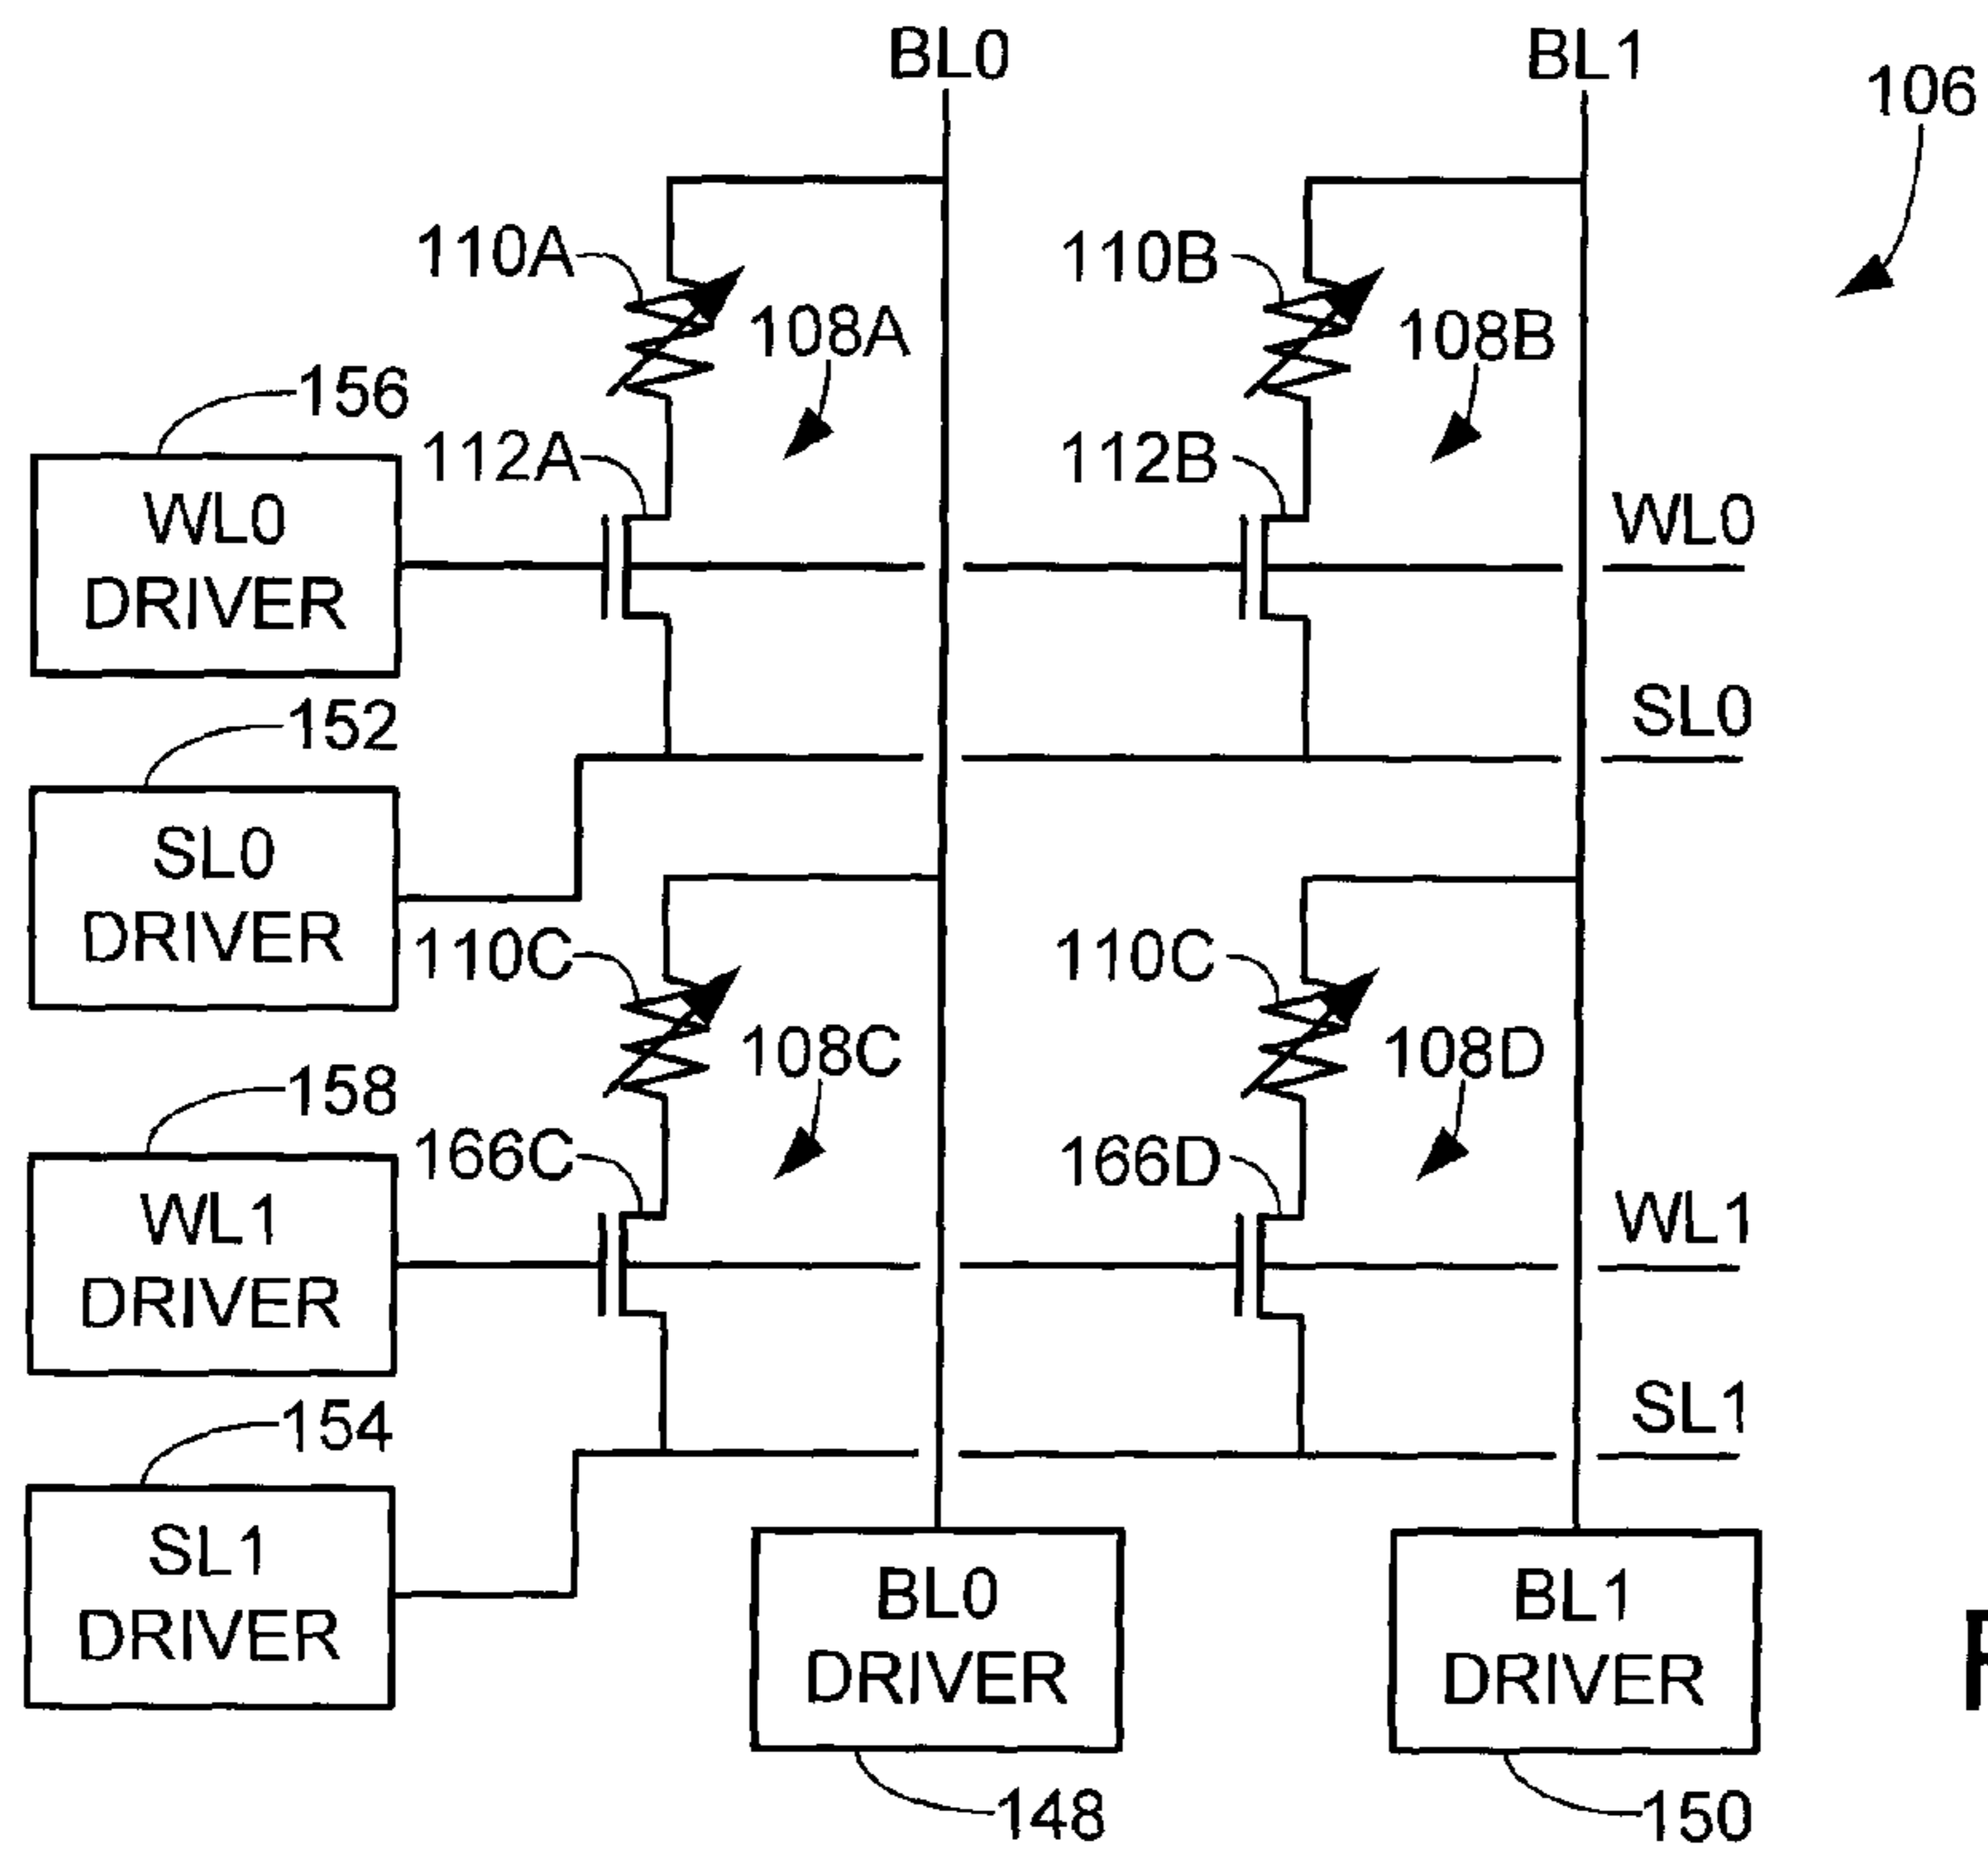 BL0
BL1
106
110A
110B
108A
108B
156
112A
112B
WL0
DRIVER
WL0
152
SL0
SL0
DRIVER
110C
110C
108C
108D
158
166C
166D
WL1
DRIVER
WL1
154
SL1
SL1
DRIVER
BL0
DRIVER
BL1
DRIVER
148
150